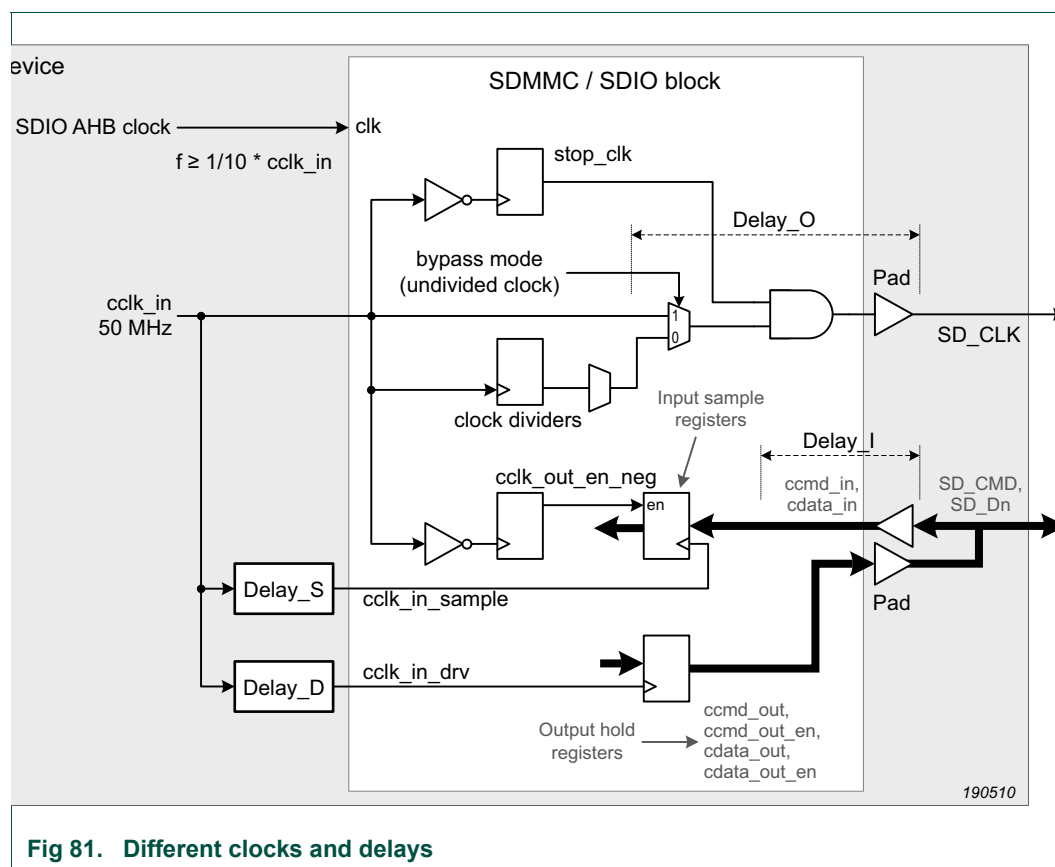 evice
SDMMC / SDIO block
SDIO AHB clock
clk
f ≥ 1/10 * cclk_in
stop_clk
Delay_O
bypass mode
(undivided clock)
Pad
cclk_in
50 MHz
1
0
SD_CLK
clock dividers
Input sample
registers
Delay_I
cclk_out_en_neg
ccmd_in,
cdata_in
SD_CMD,
SD_Dn
en
Delay_S
cclk_in_sample
Pad
Delay_D
cclk_in_drv
Output hold
registers
ccmd_out,
ccmd_out_en,
cdata_out,
cdata_out_en
190510
Fig 81. Different clocks and delays